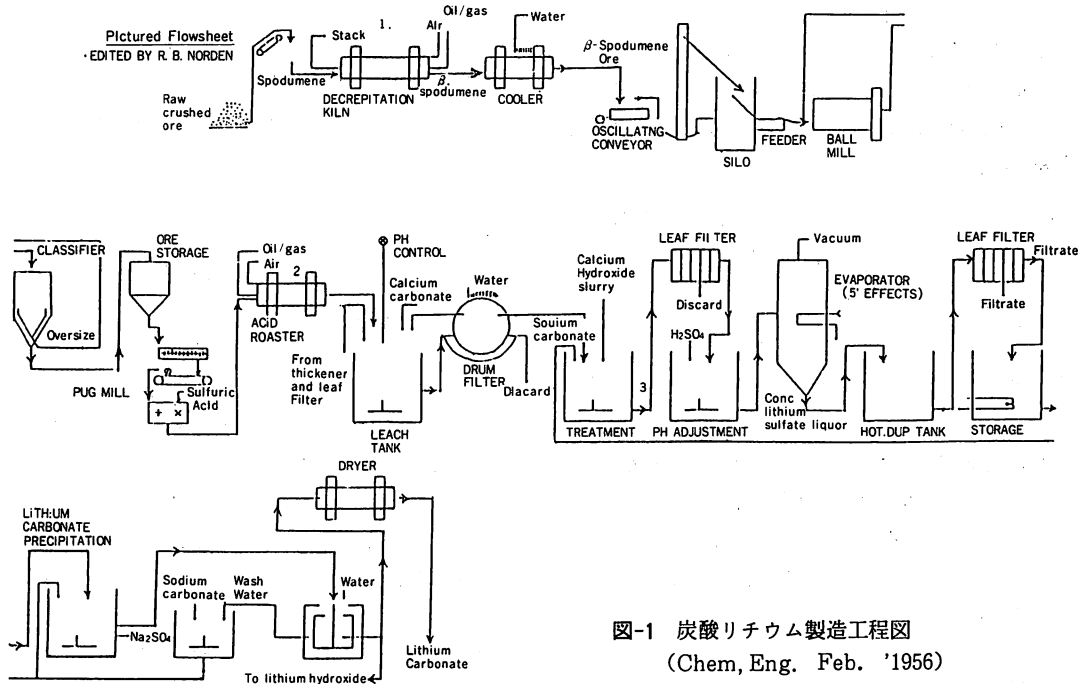 Pictured Flowsheet
·EDITED BY R. B. NORDEN
Raw
crushed
ore
Spodumene
Stack
1.
Air
Oil/gas
DECREPITATION
KILN
β-
spodumene
Water
COOLER
β-Spodumene
Ore
OSCILLATNG
CONVEYOR
SILO
FEEDER
BALL
MILL
CLASSIFIER
Oversize
ORE
STORAGE
PUG MILL
Sulfuric
Acid
Oil/gas
Air
2
ACiD
ROASTER
PH
CONTROL
Calcium
carbonate
From
thickener
and leaf
Filter
LEACH
TANK
Water
DRUM
FILTER
Dlacard
Calcium
Hydroxide
slurry
Souium
carbonate
TREATMENT
3
LEAF FIlTER
Discard
H₂SO₄
PH ADJUSTMENT
Vacuum
EVAPORATOR
(5' EFFECTS)
Conc
lithium
sulfate liquor
HOT.DUP TANK
LEAF FILTER
Filtrate
Filtrate
STORAGE
LiTH:UM
CARBONATE
PRECIPITATION
Na₂SO₄
Sodium
carbonate
Wash
Water
Water
DRYER
Lithium
Carbonate
To lithium hydroxide
図-1 炭酸リチウム製造工程図
(Chem, Eng. Feb. '1956)